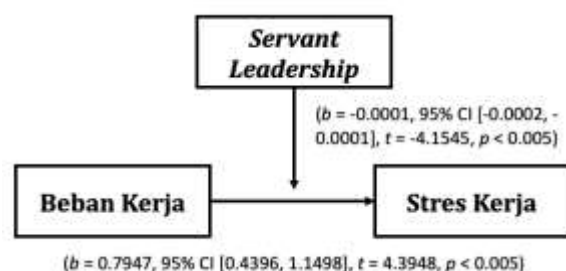 Servant
Leadership
(b = -0.0001, 95% CI [-0.0002, -
0.0001], t = -4.1545, p < 0.005)
Beban Kerja
Stres Kerja
(b = 0.7947, 95% CI [0.4396, 1.1498], t = 4.3948, p < 0.005)